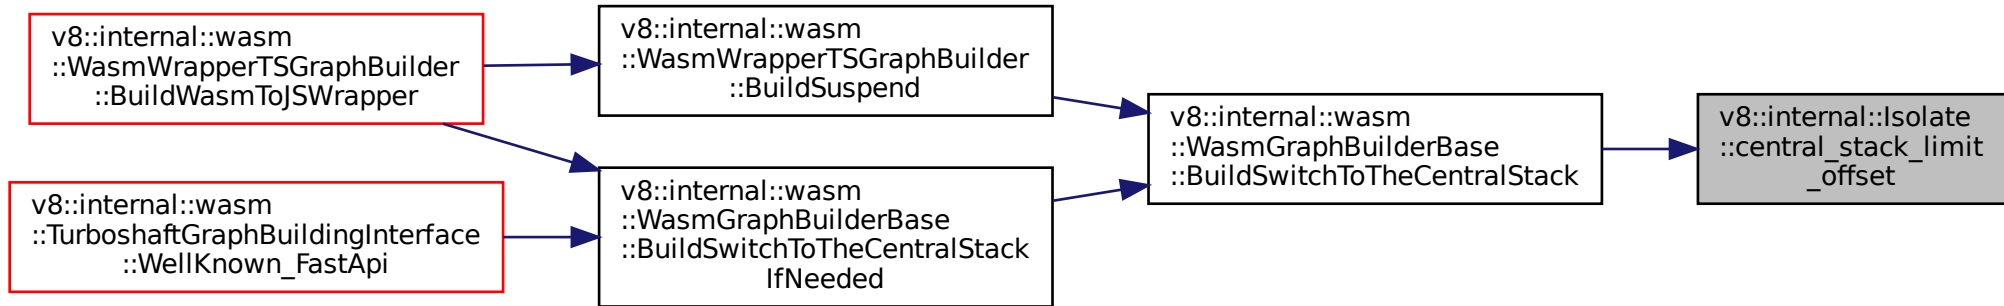 v8::internal::wasm
::WasmWrapperTSGraphBuilder
::BuildWasmToJSWrapper
v8::internal::wasm
::TurboshaftGraphBuildingInterface
::WellKnown_FastApi
v8::internal::wasm
::WasmWrapperTSGraphBuilder
::BuildSuspend
v8::internal::wasm
::WasmGraphBuilderBase
::BuildSwitchToTheCentralStack
IfNeeded
v8::internal::wasm
::WasmGraphBuilderBase
::BuildSwitchToTheCentralStack
v8::internal::Isolate
::central_stack_limit
_offset